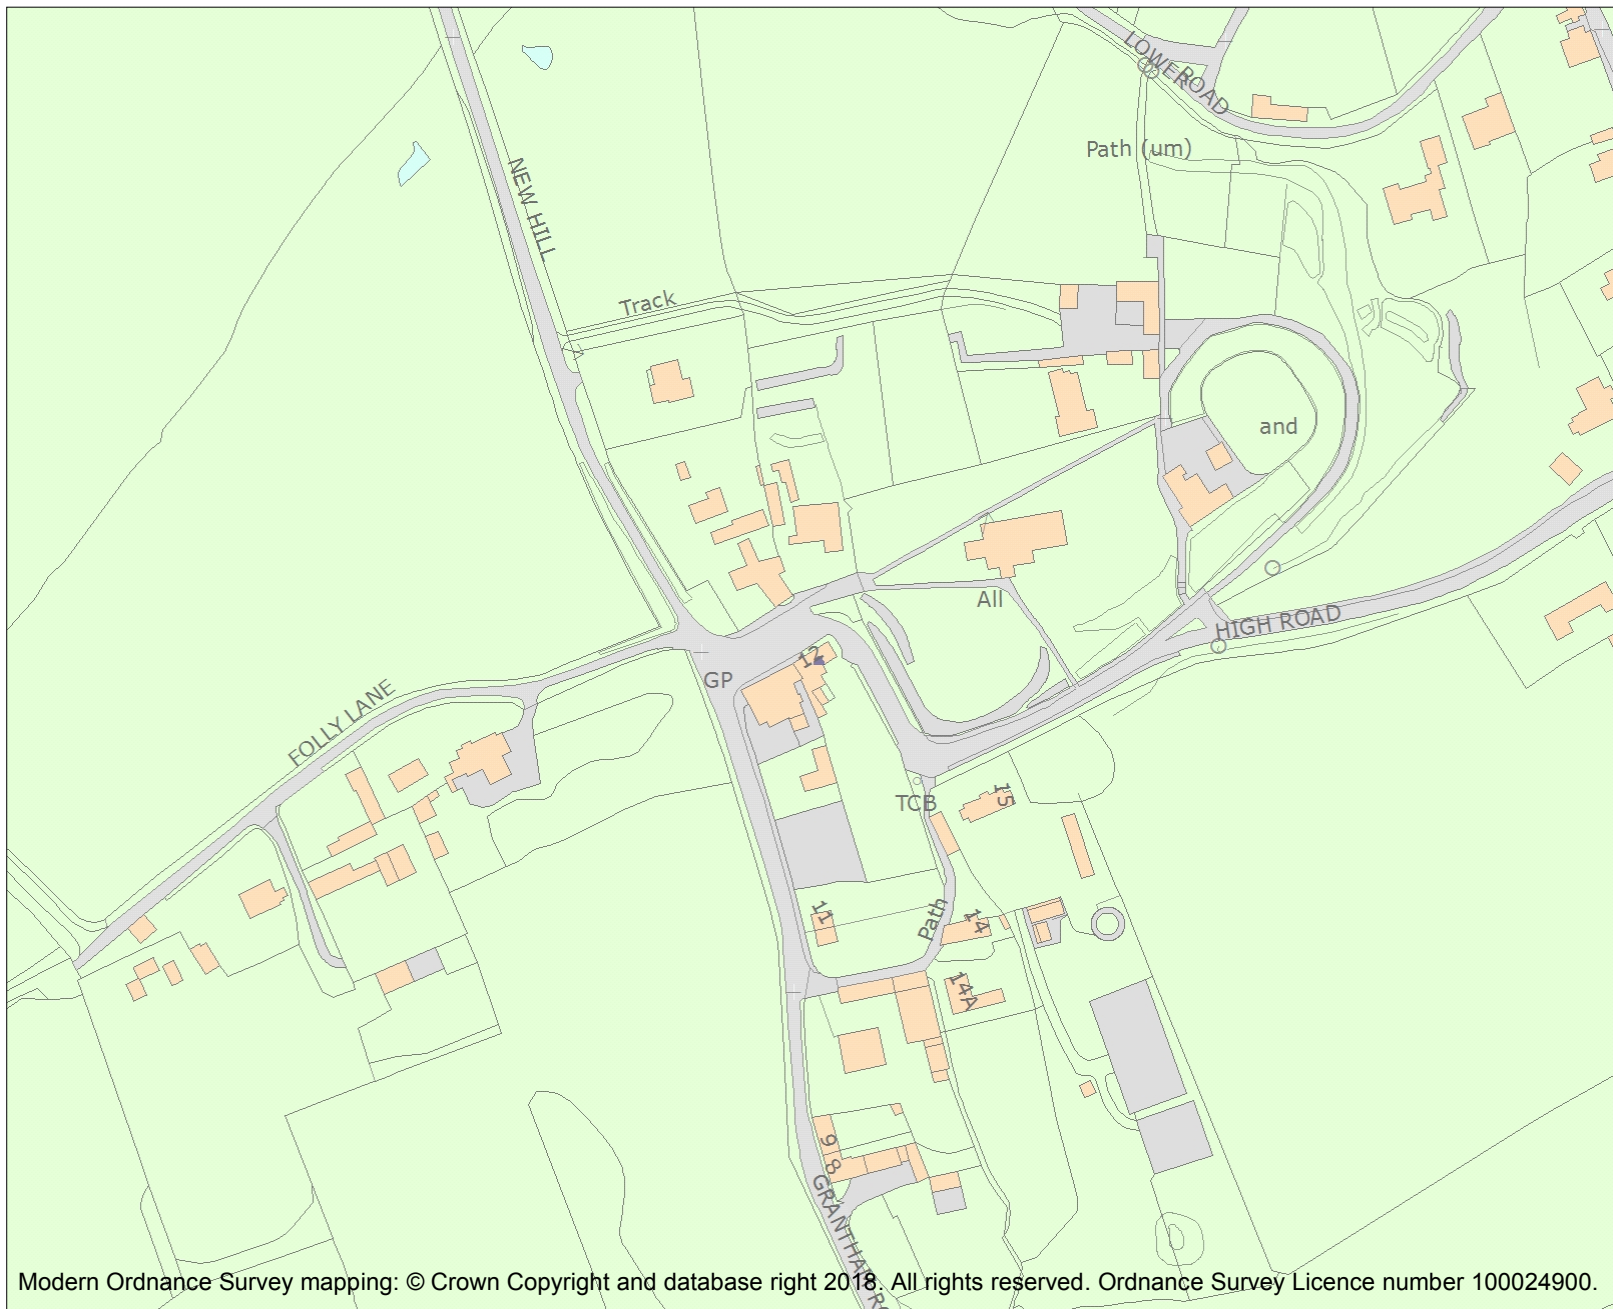 LOWER ROAD
Path (um)
NEW HILL
Track
and
All
HIGH ROAD
12
GP
FOLLY LANE
15
TCB
11
Path
14
14A
9
8
GRANTHAM RO
Modern Ordnance Survey mapping: © Crown Copyright and database right 2018. All rights reserved. Ordnance Survey Licence number 100024900.